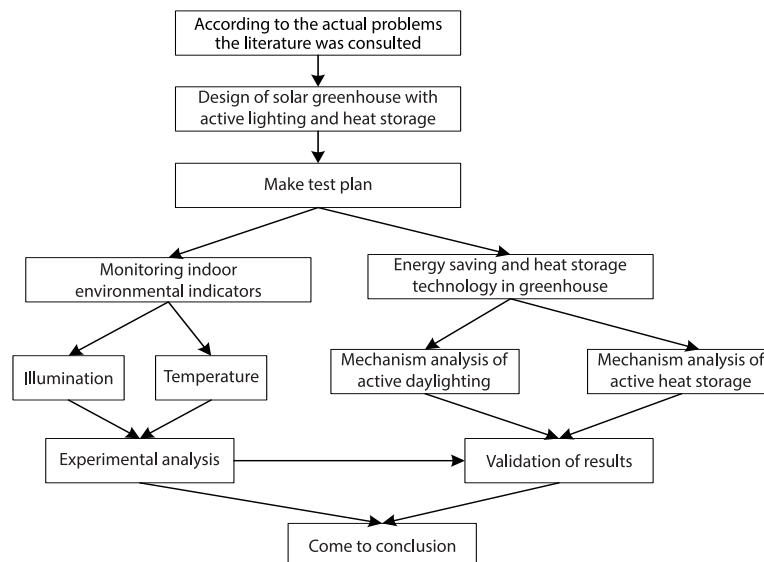 According to the actual problems
the literature was consulted
Design of solar greenhouse with
active lighting and heat storage
Make test plan
Monitoring indoor
environmental indicators
Energy saving and heat storage
technology in greenhouse
Illumination
Temperature
Mechanism analysis of
active daylighting
Mechanism analysis of
active heat storage
Experimental analysis
Validation of results
Come to conclusion